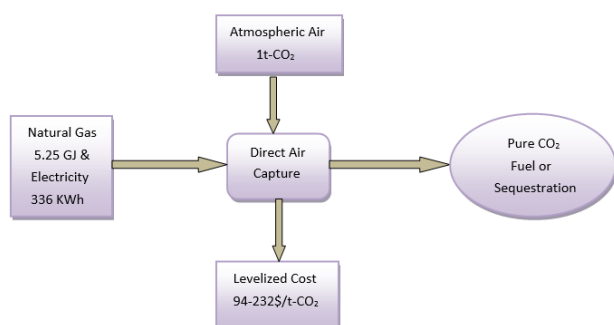 Atmospheric Air
1t-CO₂
Natural Gas
5.25 GJ &
Electricity
336 KWh
Direct Air
Capture
Pure CO₂
Fuel or
Sequestration
Levelized Cost
94-232$/t-CO₂